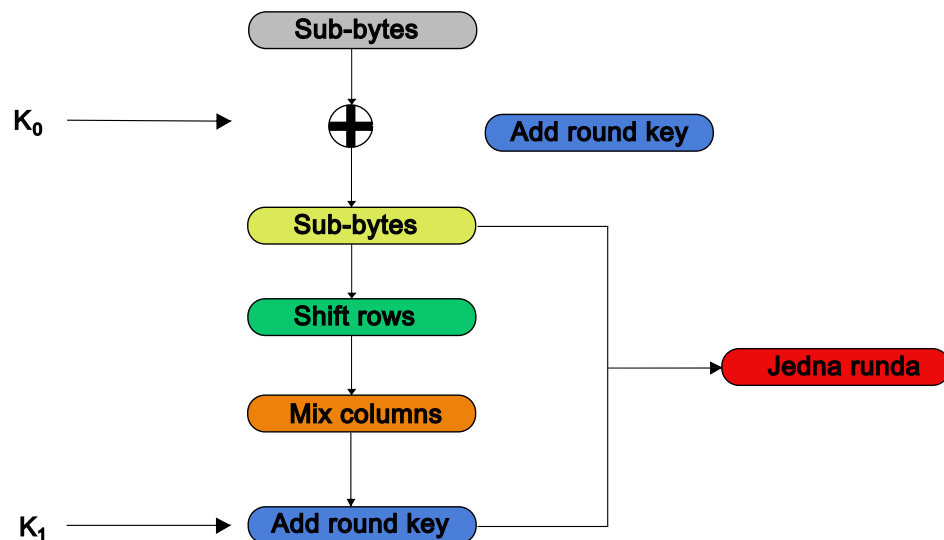 Sub-bytes
K₀
Add round key
Sub-bytes
Shift rows
Jedna runda
Mix columns
K₁
Add round key